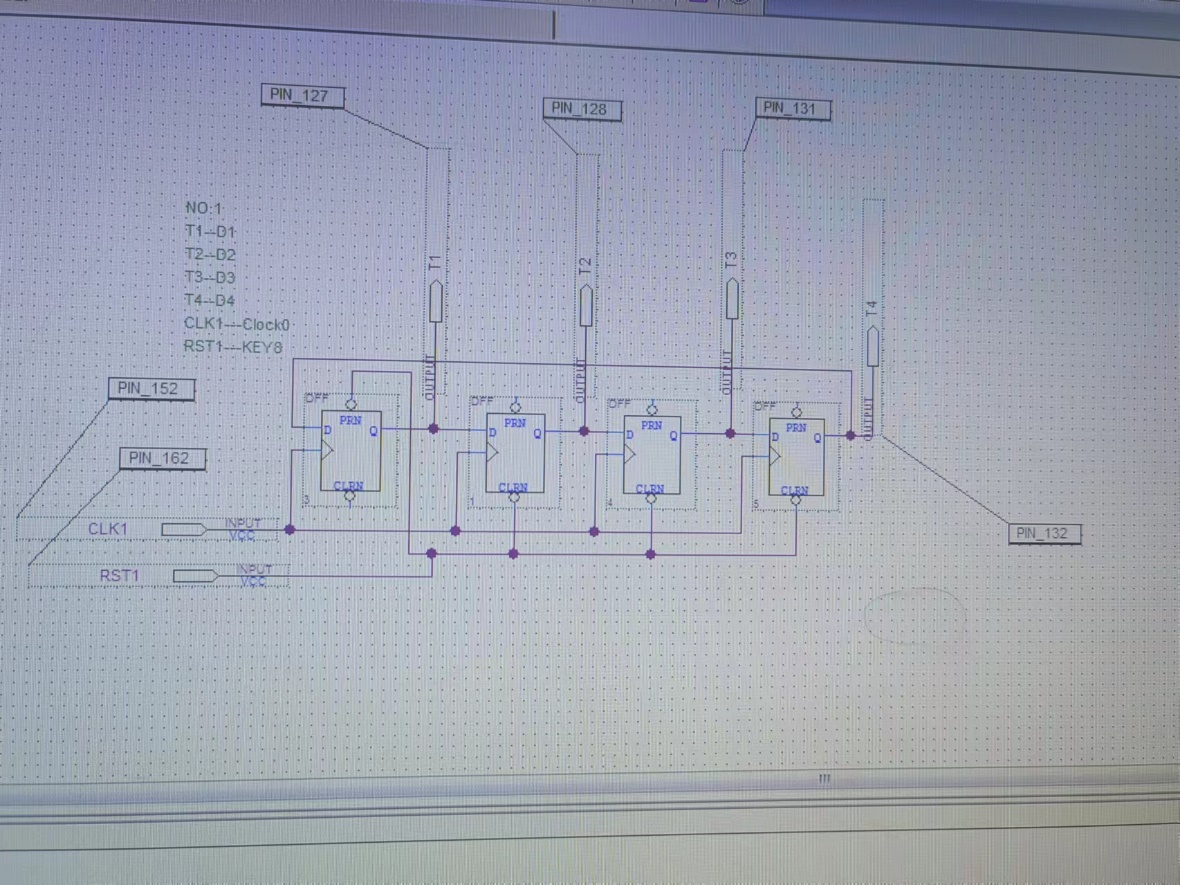 PIN_127
PIN_128
PIN_131
NO:1
T1--D1
T2--D2
T3--D3
T4--D4
CLK1---Clock0
RST1---KEY8
T1
T2
T3
T4
OUTPUT
OUTPUT
OUTPUT
OUTPUT
PIN_152
PIN_162
DFF
PRN
D
Q
CLRN
3
DFF
PRN
D
Q
CLRN
1
DFF
PRN
D
Q
CLRN
4
DFF
PRN
D
Q
CLRN
5
CLK1
INPUT
VCC
RST1
INPUT
VCC
PIN_132